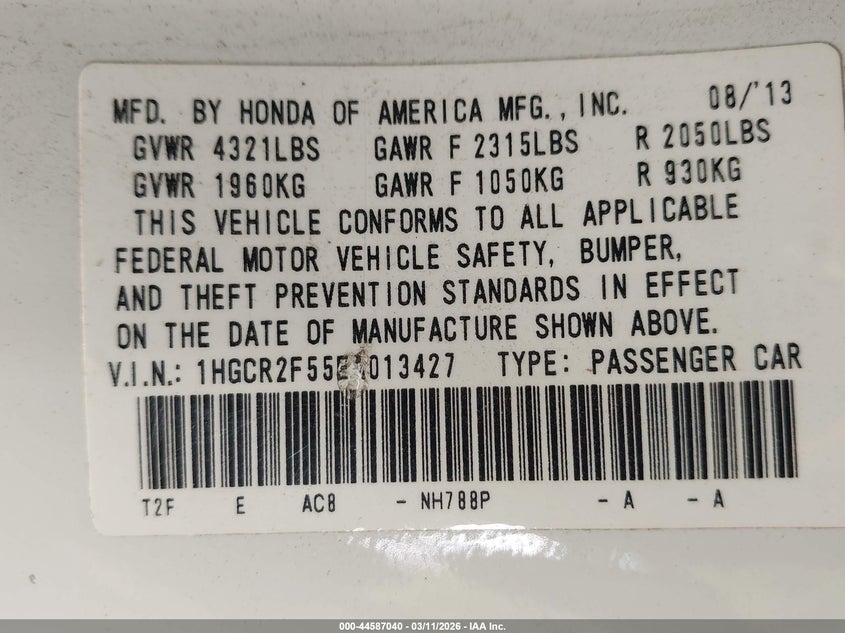 MFD. BY HONDA OF AMERICA MFG., INC. 08/'13
GVWR 4321LBS GAWR F 2315LBS R 2050LBS
GVWR 1960KG GAWR F 1050KG R 930KG
THIS VEHICLE CONFORMS TO ALL APPLICABLE
FEDERAL MOTOR VEHICLE SAFETY, BUMPER,
AND THEFT PREVENTION STANDARDS IN EFFECT
ON THE DATE OF MANUFACTURE SHOWN ABOVE.
V.I.N.: 1HGCR2F55EA013427 TYPE: PASSENGER CAR
T2F E AC8 - NH788P - A - A
000-44587040 - 03/11/2026 - IAA Inc.